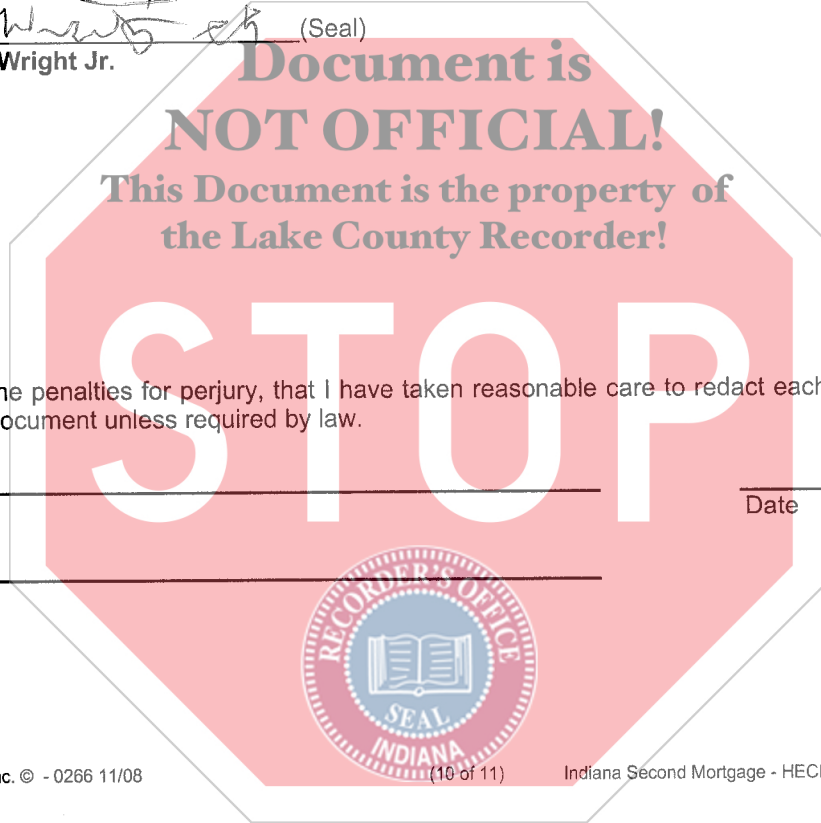 (Seal)
Wright Jr.
Document is
NOT OFFICIAL!
This Document is the property of
the Lake County Recorder!
STOP
he penalties for perjury, that I have taken reasonable care to redact each
ocument unless required by law.
Date
RECORDER'S OFFICE
SEAL
INDIANA
nc. © - 0266 11/08 (10 of 11) Indiana Second Mortgage - HEC